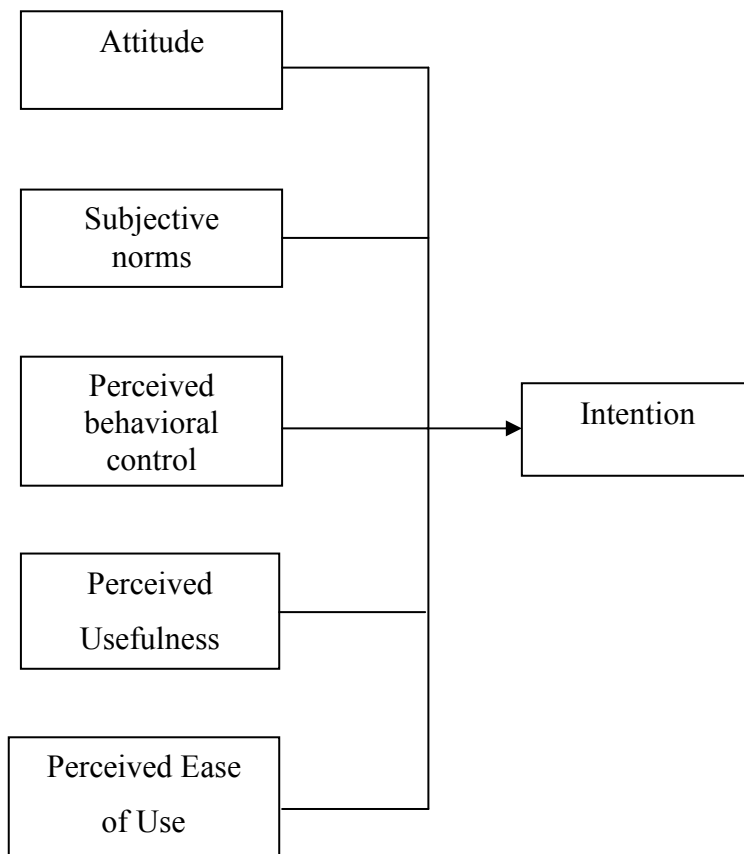 Attitude
Subjective
norms
Perceived
behavioral
control
Intention
Perceived
Usefulness
Perceived Ease
of Use